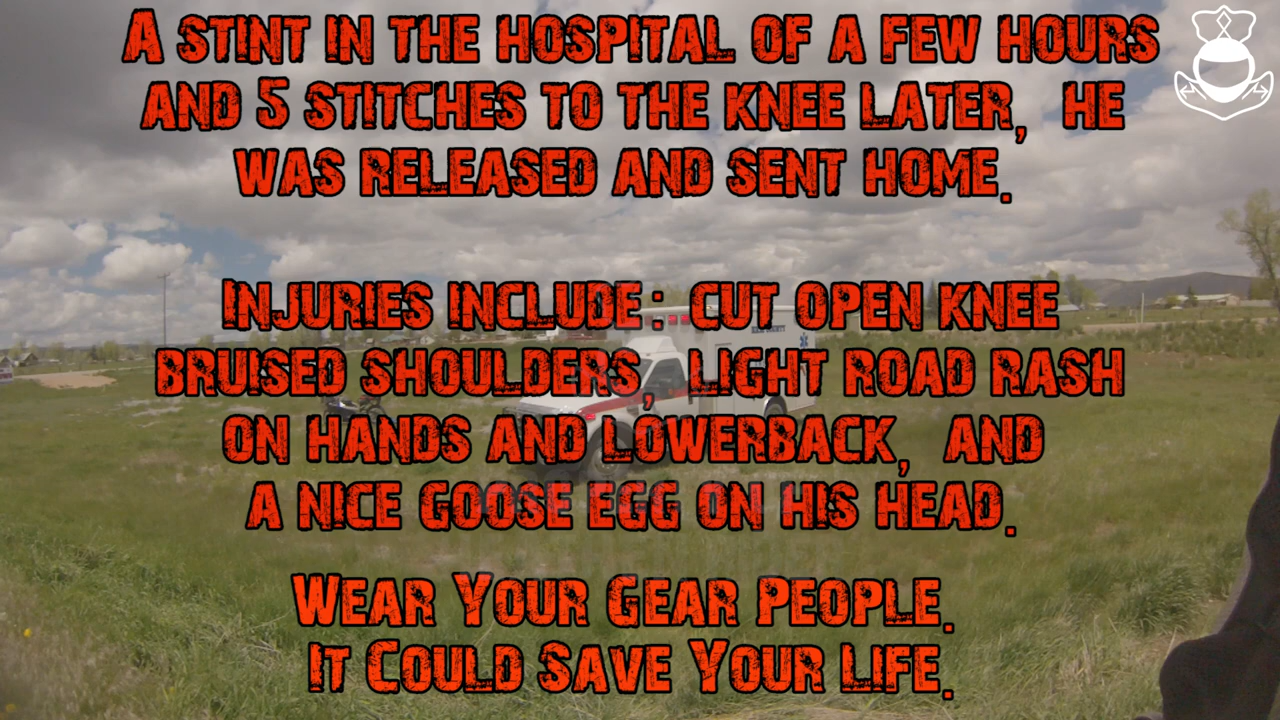 A stint in the hospital of a few hours
and 5 stitches to the knee later, he
was released and sent home.
Injuries include: cut open knee
bruised shoulders, light road rash
on hands and lowerback, and
a nice goose egg on his head.
Wear Your Gear People.
It Could Save Your Life.